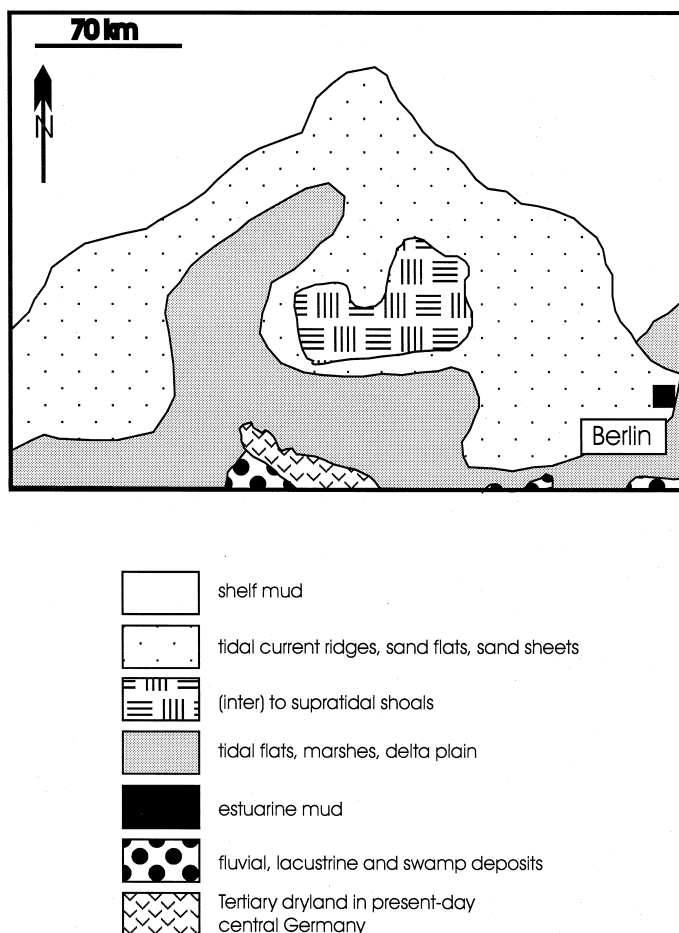 70 km
N
Berlin
shelf mud
tidal current ridges, sand flats, sand sheets
(inter) to supratidal shoals
tidal flats, marshes, delta plain
estuarine mud
fluvial, lacustrine and swamp deposits
Tertiary dryland in present-day
central Germany